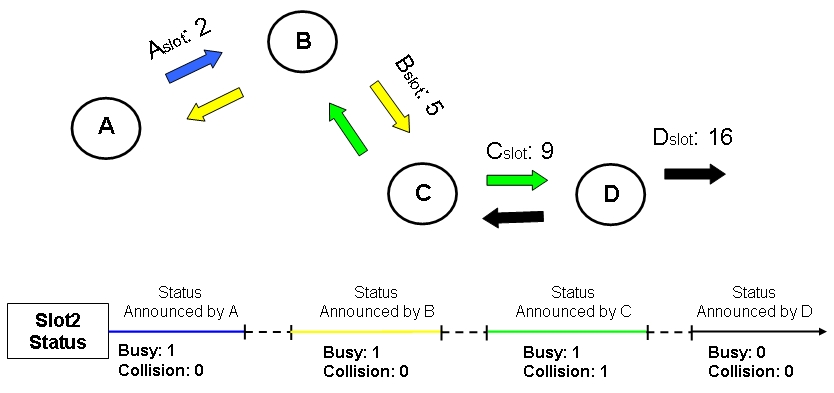 Aslot: 2
B
Bslot: 5
A
Cslot: 9
Dslot: 16
C
D
Slot2
Status
Status
Announced by A
Busy: 1
Collision: 0
Status
Announced by B
Busy: 1
Collision: 0
Status
Announced by C
Busy: 1
Collision: 1
Status
Announced by D
Busy: 0
Collision: 0